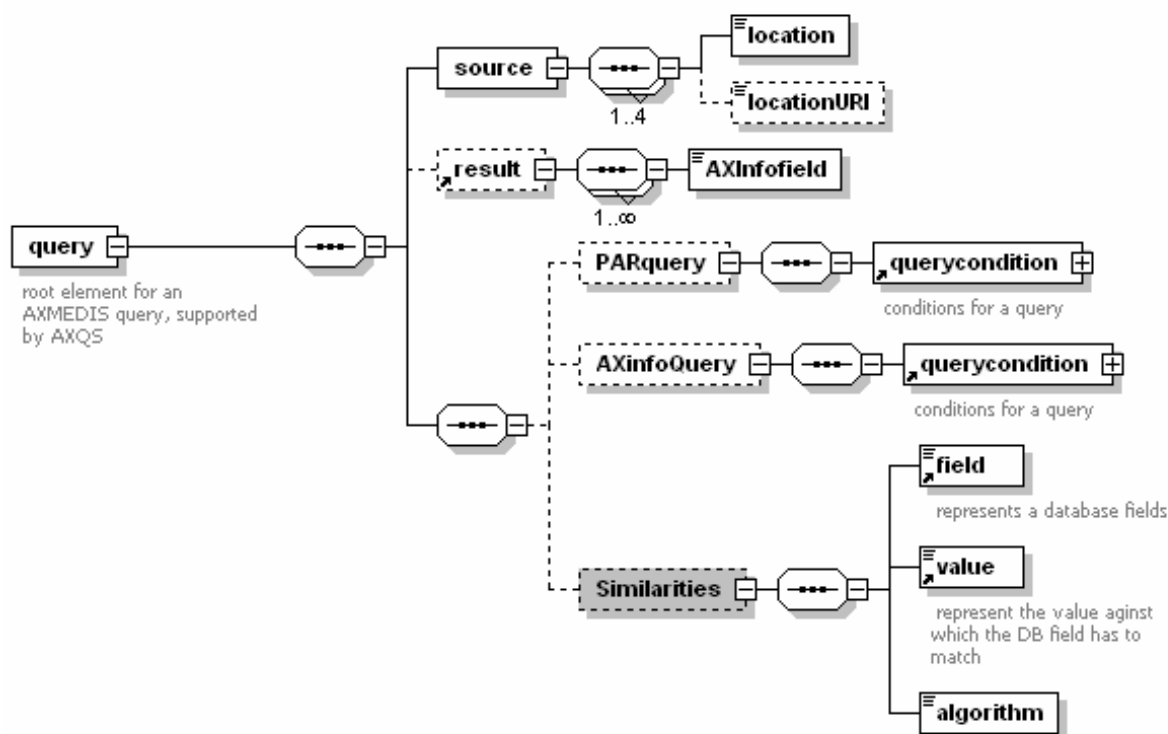 location
source
locationURI
1..4
result
AXInfofield
1..∞
query
PARquery
querycondition
root element for an
AXMEDIS query, supported
by AXQS
conditions for a query
AXinfoQuery
querycondition
conditions for a query
field
represents a database fields
value
Similarities
represent the value aginst
which the DB field has to
match
algorithm